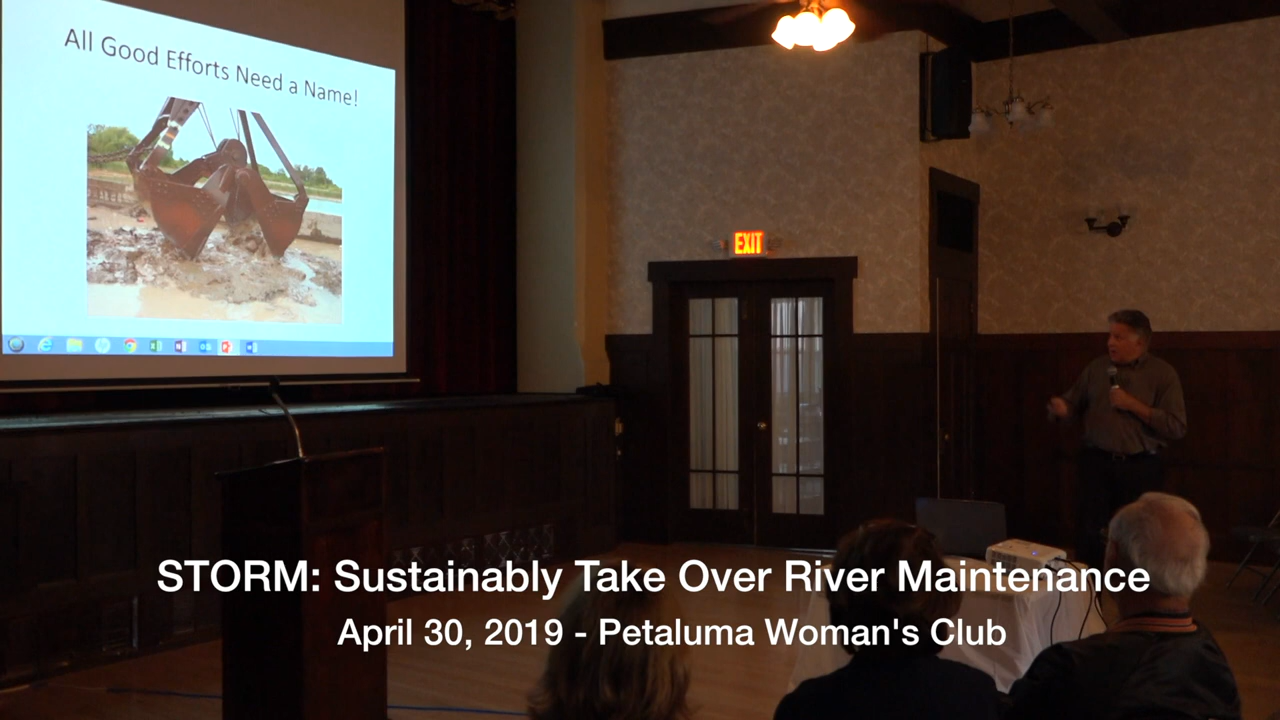 All Good Efforts Need a Name!
EXIT
STORM: Sustainably Take Over River Maintenance
April 30, 2019 - Petaluma Woman's Club